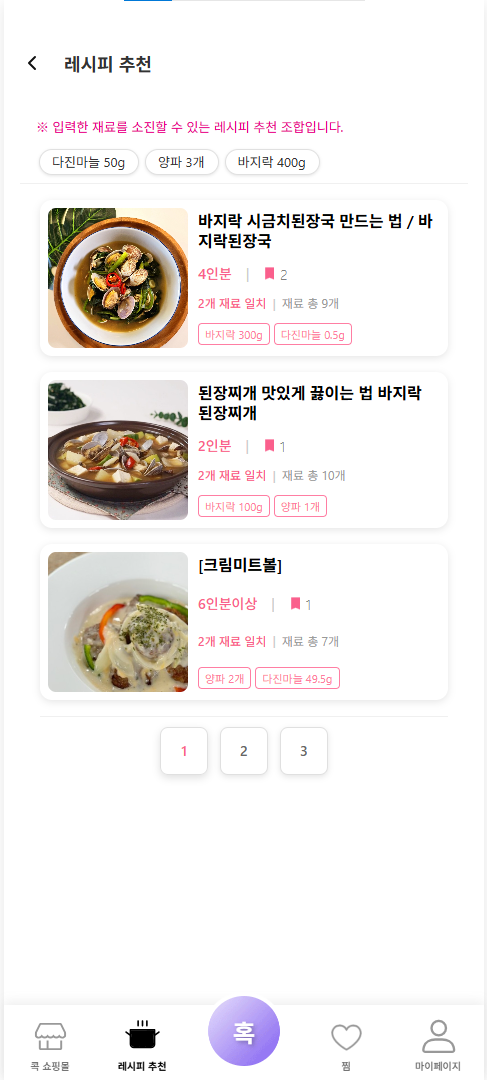 레시피 추천
※ 입력한 재료를 소진할 수 있는 레시피 추천 조합입니다.
다진마늘 50g 양파 3개 바지락 400g
바지락 시금치된장국 만드는 법 / 바
지락된장국
4인분 | 2
2개 재료 일치 | 재료 총 9개
바지락 300g 다진마늘 0.5g
된장찌개 맛있게 끓이는 법 바지락
된장찌개
2인분 | 1
2개 재료 일치 | 재료 총 10개
바지락 100g 양파 1개
[크림미트볼]
6인분이상 | 1
2개 재료 일치 | 재료 총 7개
양파 2개 다진마늘 49.5g
1 2 3
혹
콕 쇼핑몰 레시피 추천 찜 마이페이지